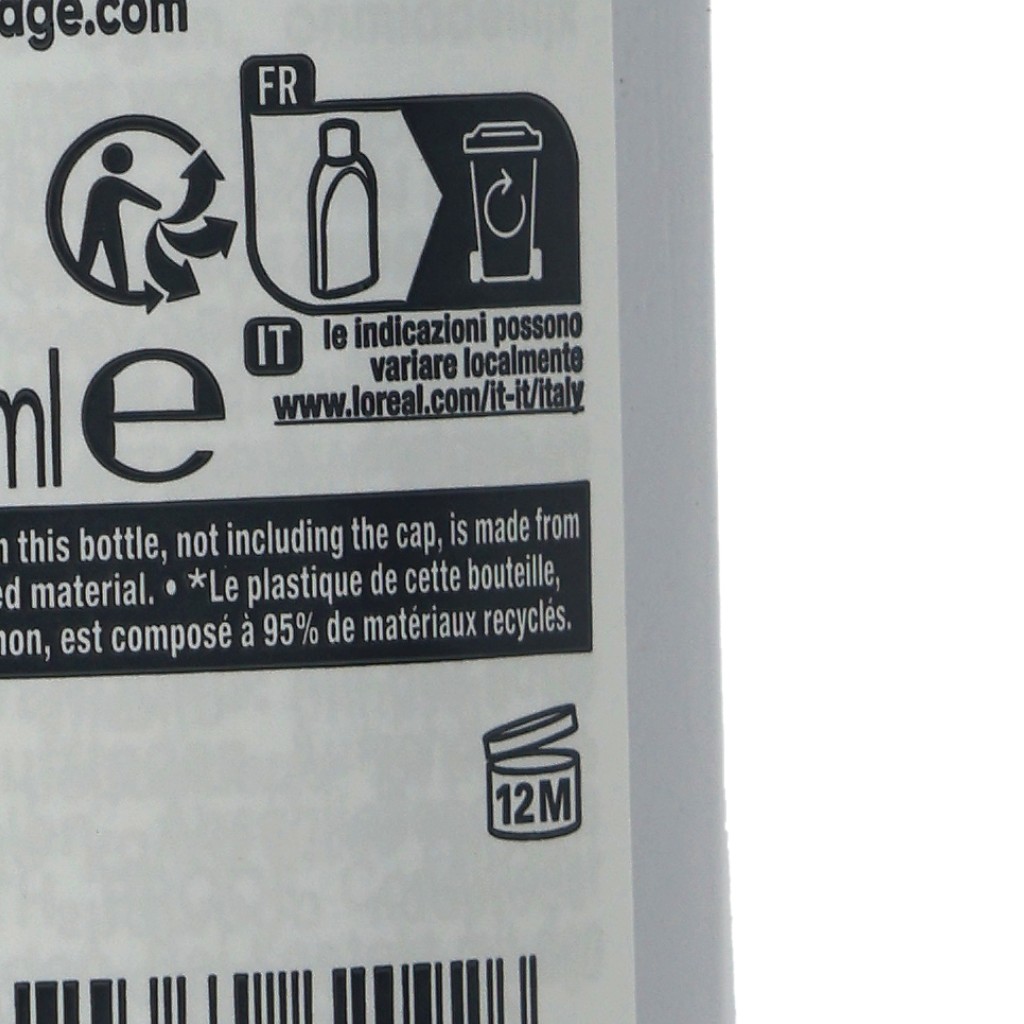 age.com
FR
IT le indicazioni possono
variare localmente
www.loreal.com/it-it/italy
ml e
this bottle, not including the cap, is made from
ed material. • *Le plastique de cette bouteille,
non, est composé à 95% de matériaux recyclés.
12M